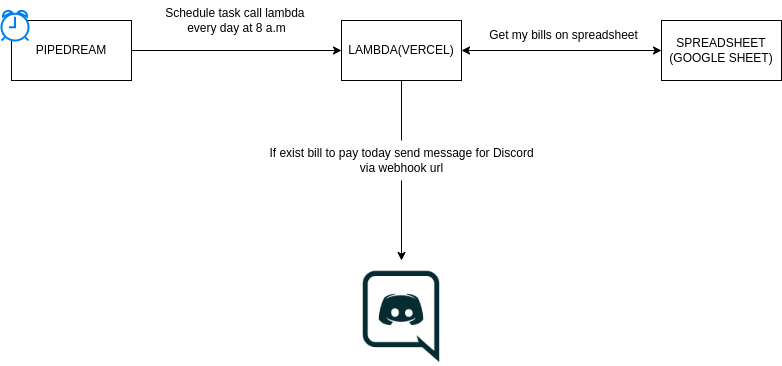 Schedule task call lambda
every day at 8 a.m
PIPEDREAM
LAMBDA(VERCEL)
Get my bills on spreadsheet
SPREADSHEET
(GOOGLE SHEET)
If exist bill to pay today send message for Discord
via webhook url